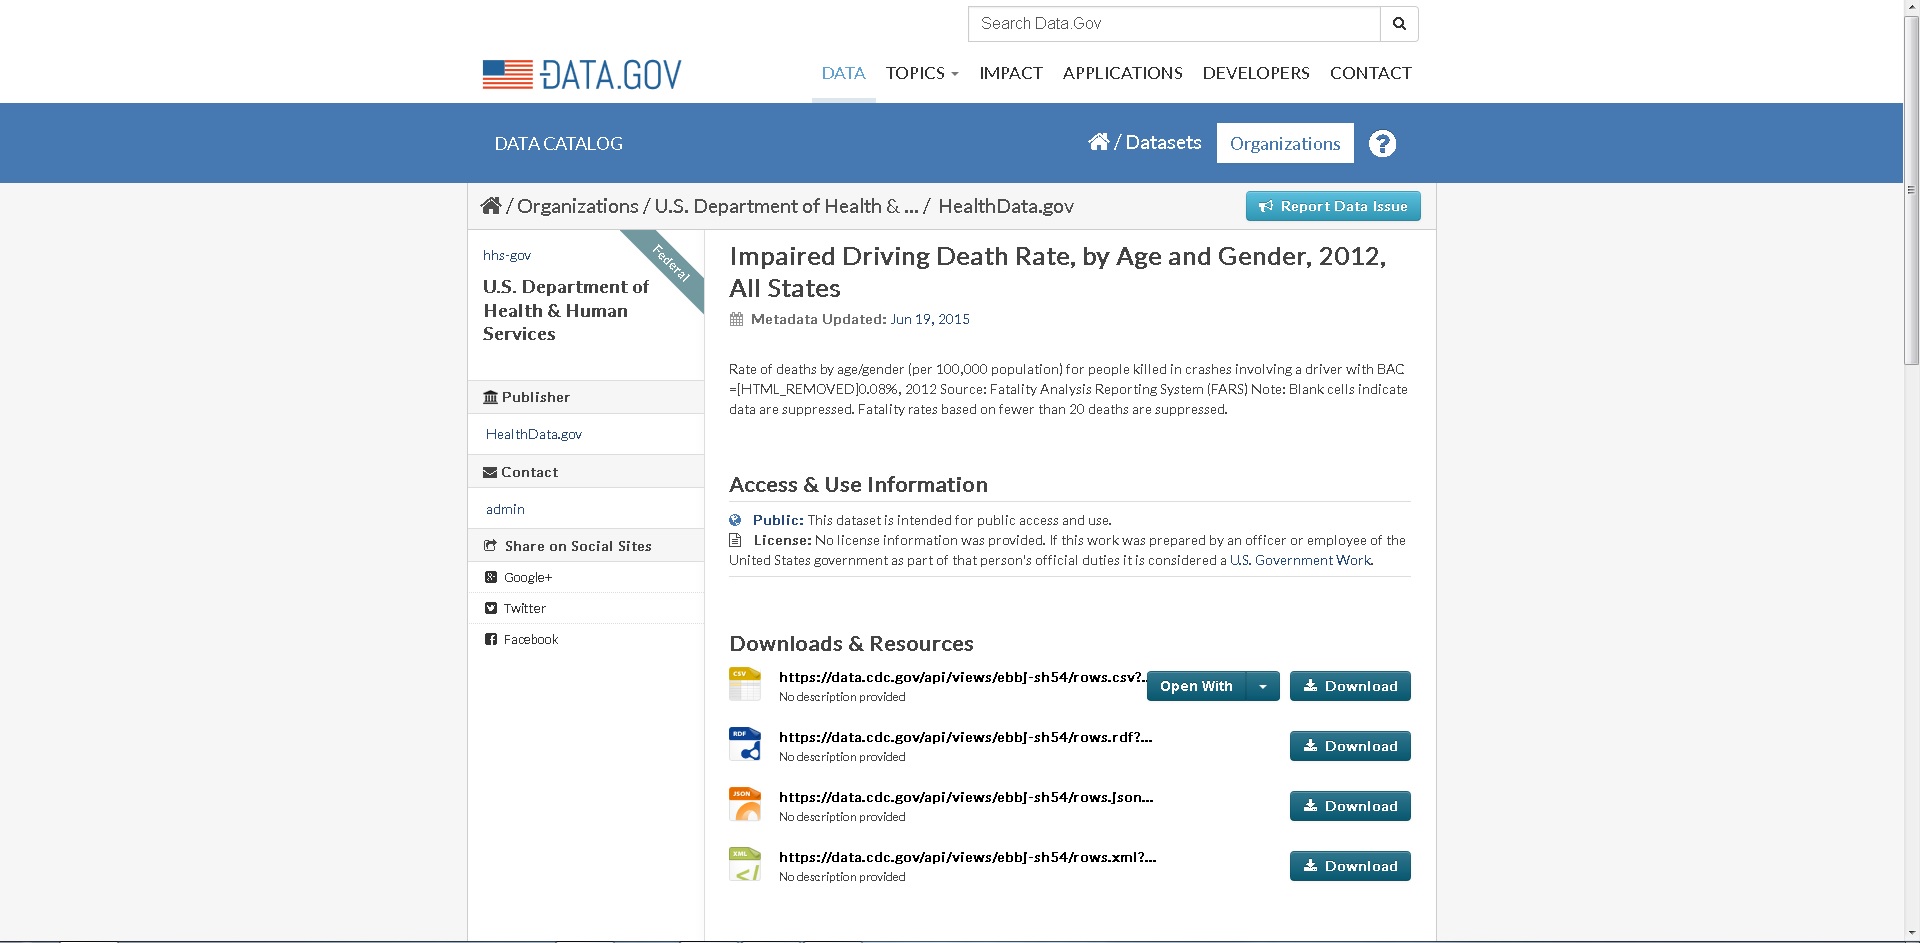 Search Data.Gov
DATA.GOV
DATA TOPICS IMPACT APPLICATIONS DEVELOPERS CONTACT
DATA CATALOG
/ Datasets Organizations ?
/ Organizations / U.S. Department of Health & ... / HealthData.gov
Report Data Issue
Federal
hhs-gov
U.S. Department of
Health & Human
Services
Publisher
HealthData.gov
Contact
admin
Share on Social Sites
Google+
Twitter
Facebook
Impaired Driving Death Rate, by Age and Gender, 2012,
All States
Metadata Updated: Jun 19, 2015
Rate of deaths by age/gender (per 100,000 population) for people killed in crashes involving a driver with BAC
=[HTML_REMOVED]0.08%, 2012 Source: Fatality Analysis Reporting System (FARS) Note: Blank cells indicate
data are suppressed. Fatality rates based on fewer than 20 deaths are suppressed.
Access & Use Information
Public: This dataset is intended for public access and use.
License: No license information was provided. If this work was prepared by an officer or employee of the
United States government as part of that person's official duties it is considered a U.S. Government Work.
Downloads & Resources
CSV
https://data.cdc.gov/api/views/ebbj-sh54/rows.csv?...
No description provided
Open With
Download
RDF
https://data.cdc.gov/api/views/ebbj-sh54/rows.rdf?...
No description provided
Download
JSON
https://data.cdc.gov/api/views/ebbj-sh54/rows.json...
No description provided
Download
XML
https://data.cdc.gov/api/views/ebbj-sh54/rows.xml?...
No description provided
Download